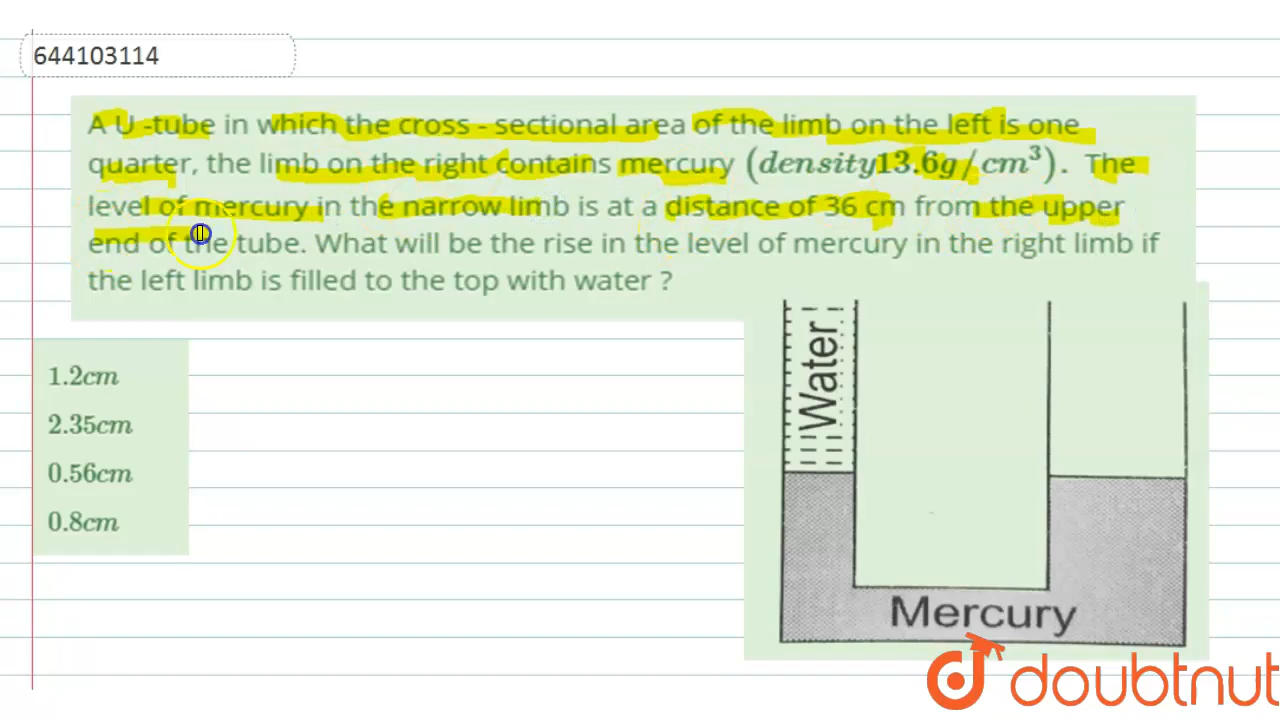 644103114
A U -tube in which the cross - sectional area of the limb on the left is one
quarter, the limb on the right contains mercury (density13.6g/cm³). The
level of mercury in the narrow limb is at a distance of 36 cm from the upper
end of the tube. What will be the rise in the level of mercury in the right limb if
the left limb is filled to the top with water ?
1.2cm
2.35cm
0.56cm
0.8cm
Water
Mercury
doubtnut